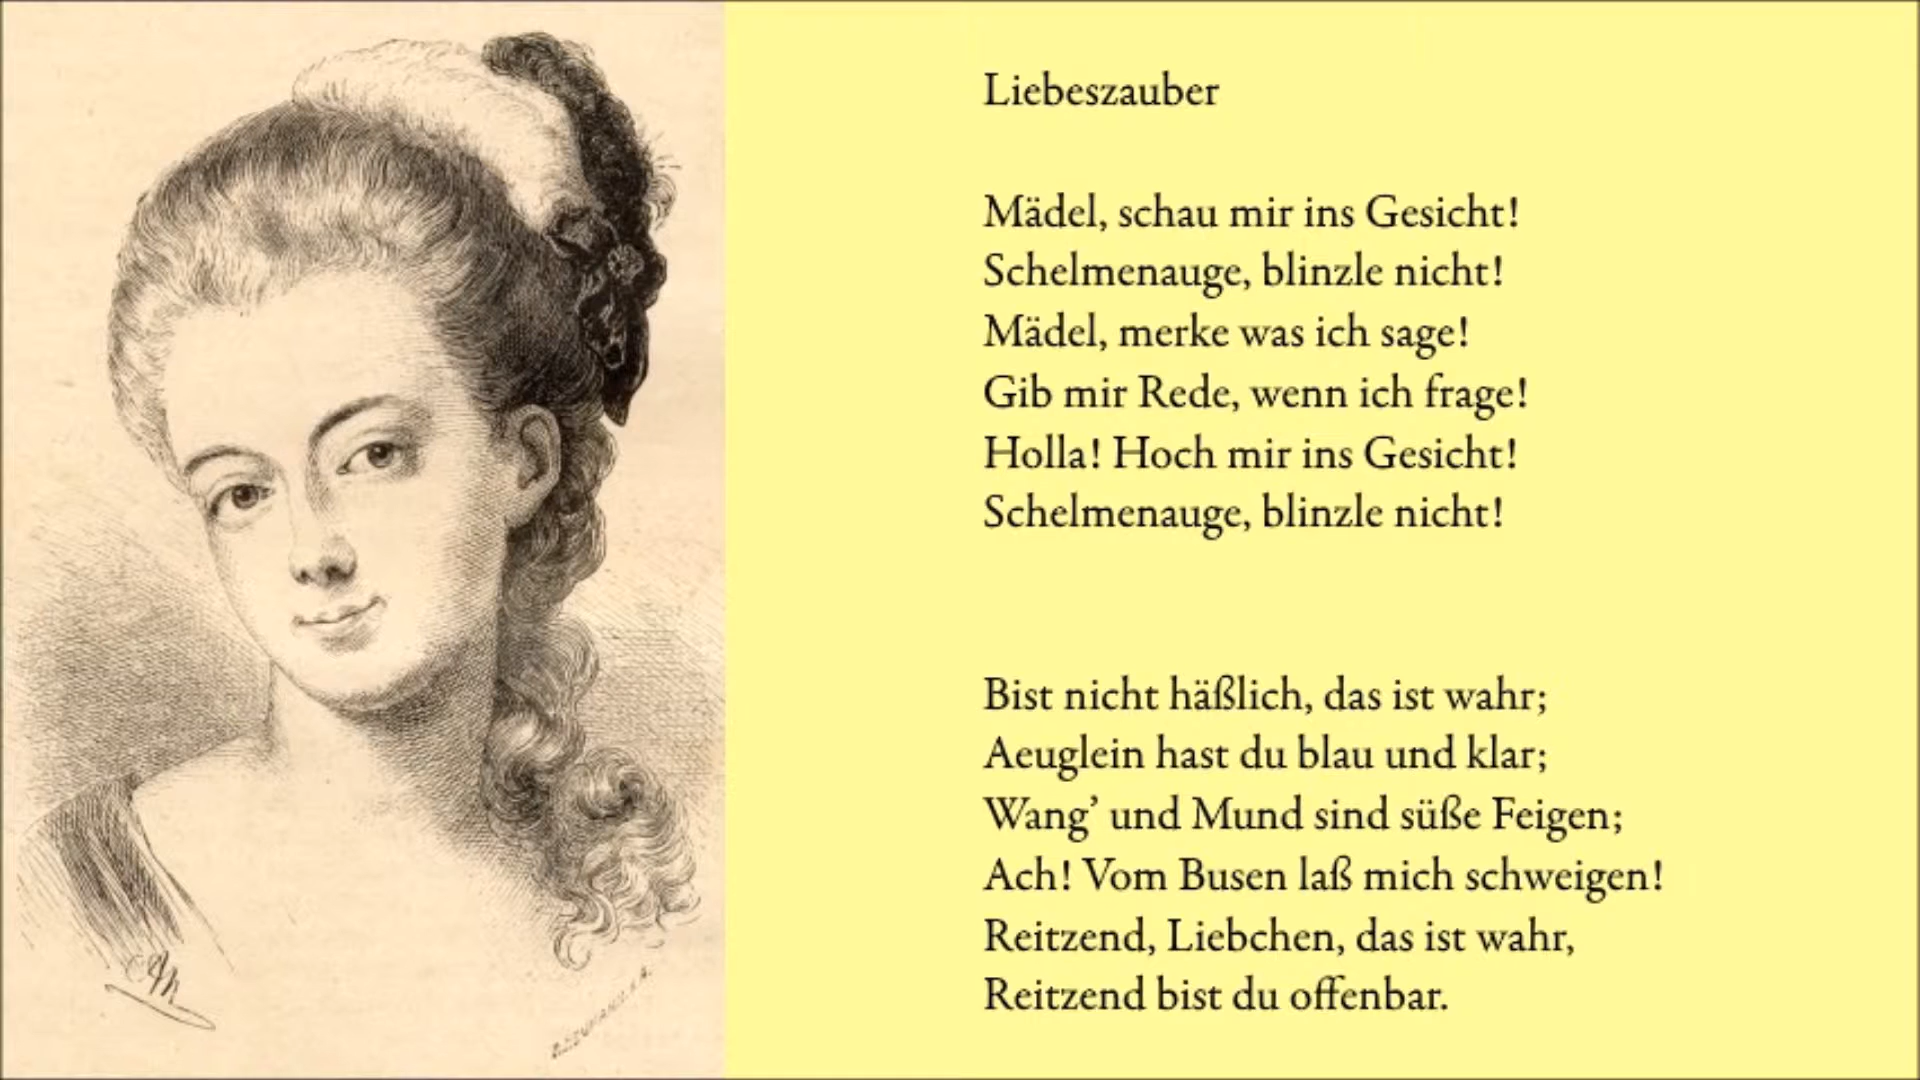 Liebeszauber
Mädel, schau mir ins Gesicht!
Schelmenauge, blinzle nicht!
Mädel, merke was ich sage!
Gib mir Rede, wenn ich frage!
Holla! Hoch mir ins Gesicht!
Schelmenauge, blinzle nicht!
Bist nicht häßlich, das ist wahr;
Aeuglein hast du blau und klar;
Wang’ und Mund sind süße Feigen;
Ach! Vom Busen laß mich schweigen!
Reitzend, Liebchen, das ist wahr,
Reitzend bist du offenbar.